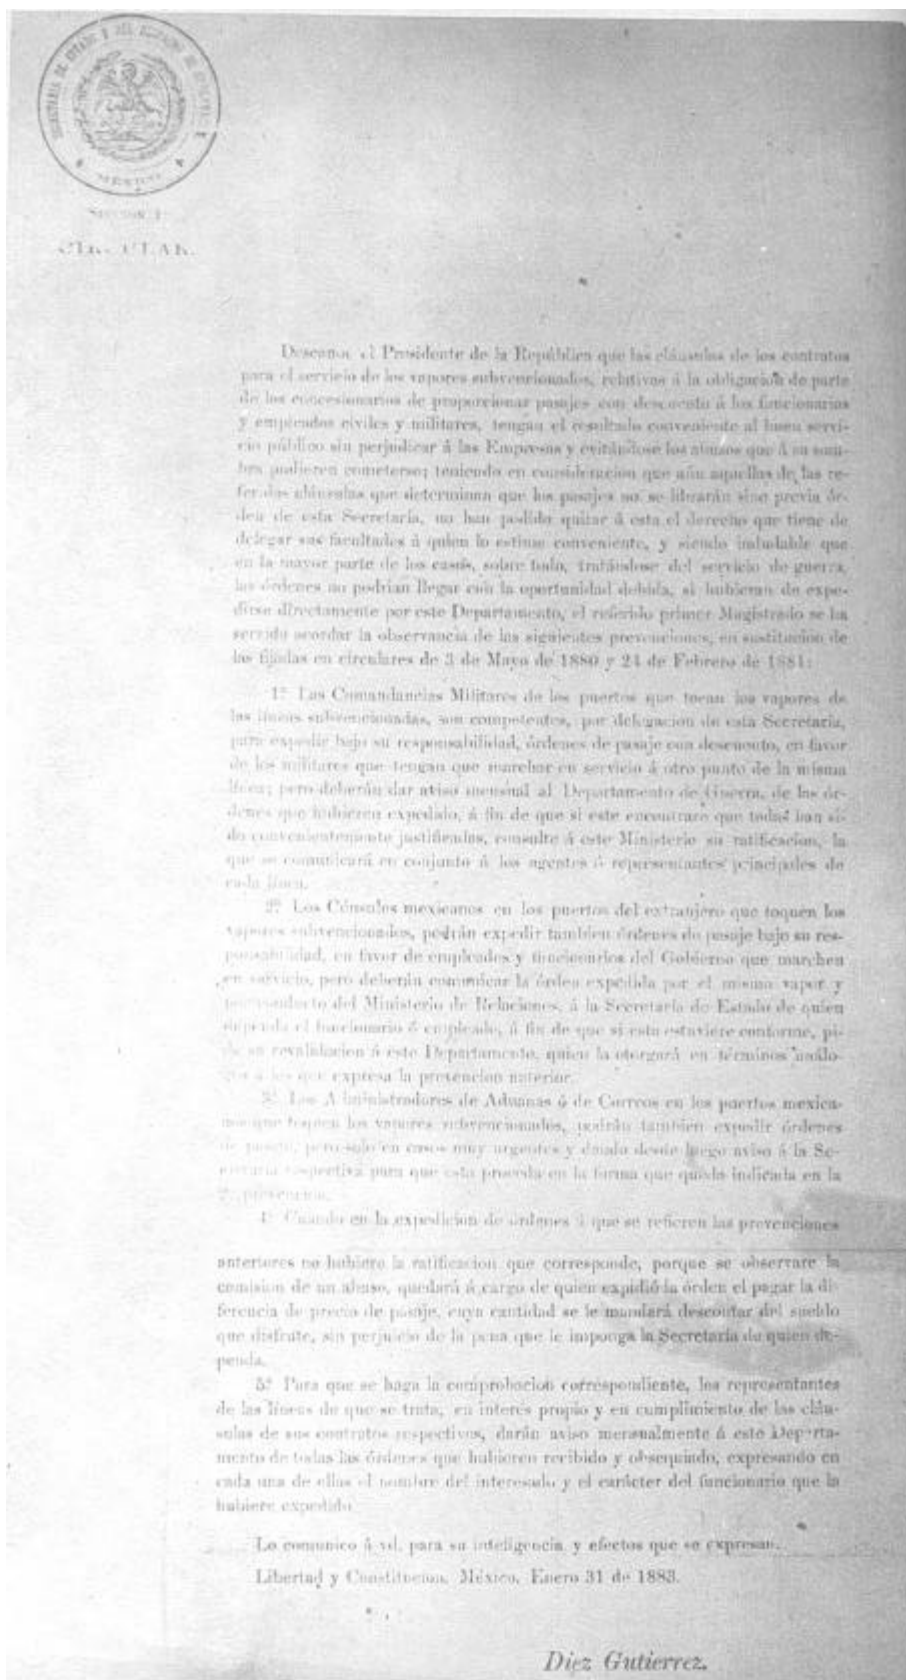 SECRETARIA DE ESTADO Y DEL DESPACHO DE
MEXICO
SECCION 1
CIRCULAR.
Deseando el Presidente de la República que las cláusulas de los contratos
para el servicio de los vapores subvencionados, relativas á la obligacion de parte
de los concesionarios de proporcionar pasajes con descuento á los funcionarios
y empleados civiles y militares, tengan el resultado conveniente al buen servi-
cio público sin perjudicar á las Empresas y evitándose los abusos que á su som-
bra pudieren cometerse; teniendo en consideracion que aún aquellas de las re-
feridas cláusulas que determinan que los pasajes no se librarán sino previa ór-
den de esta Secretaría, no han podido quitar á esta el derecho que tiene de
delegar sus facultades á quien lo estime conveniente, y siendo indudable que
en la mayor parte de los casos, sobre todo, tratándose del servicio de guerra,
las órdenes no podrian llegar con la oportunidad debida, si hubieran de expe-
dirse directamente por este Departamento, el referido primer Magistrado se ha
servido acordar la observancia de las siguientes prevenciones, en sustitucion de
las fijadas en circulares de 3 de Mayo de 1880 y 24 de Febrero de 1881:
1ª Las Comandancias Militares de los puertos que tocan los vapores de
las líneas subvencionadas, son competentes, por delegacion de esta Secretaría,
para expedir bajo su responsabilidad, órdenes de pasaje con descuento, en favor
de los militares que tengan que marchar en servicio á otro punto de la misma
línea; pero deberán dar aviso mensual al Departamento de Guerra, de las ór-
denes que hubieren expedido, á fin de que si este encontrare que todas han si-
do convenientemente justificadas, consulte á este Ministerio su ratificacion, la
que se comunicará en conjunto á los agentes ó representantes principales de
cada línea.
2ª Los Cónsules mexicanos en los puertos del extranjero que toquen los
vapores subvencionados, podrán expedir tambien órdenes de pasaje bajo su res-
ponsabilidad, en favor de empleados y funcionarios del Gobierno que marchen
en servicio, pero deberán comunicar la órden expedida por el mismo vapor y
por conducto del Ministerio de Relaciones, á la Secretaría de Estado de quien
dependa el funcionario ó empleado, á fin de que si esta estuviere conforme, pi-
da su revalidacion á este Departamento, quien la otorgará en términos análo-
gos á los que expresa la prevencion anterior.
3ª Los Administradores de Aduanas ó de Correos en los puertos mexica-
nos que toquen los vapores subvencionados, podrán tambien expedir órdenes
de pasaje, pero solo en casos muy urgentes y dando desde luego aviso á la Se-
cretaría respectiva para que esta proceda en la forma que queda indicada en la
2ª prevencion.
4ª Cuando en la expedicion de órdenes á que se refieren las prevenciones
anteriores no hubiere la ratificacion que corresponde, porque se observare la
comision de un abuso, quedará á cargo de quien expidió la órden el pagar la di-
ferencia de precio de pasaje, cuya cantidad se le mandará descontar del sueldo
que disfrute, sin perjuicio de la pena que le imponga la Secretaría de quien de-
penda.
5ª Para que se haga la comprobacion correspondiente, los representantes
de las líneas de que se trata, en interés propio y en cumplimiento de las cláu-
sulas de sus contratos respectivos, darán aviso mensualmente á este Departa-
mento de todas las órdenes que hubieren recibido y obsequiado, expresando en
cada una de ellas el nombre del interesado y el carácter del funcionario que la
hubiere expedido
Lo comunico á vd. para su inteligencia y efectos que se expresan.
Libertad y Constitucion. México, Enero 31 de 1883.
Diez Gutierrez.